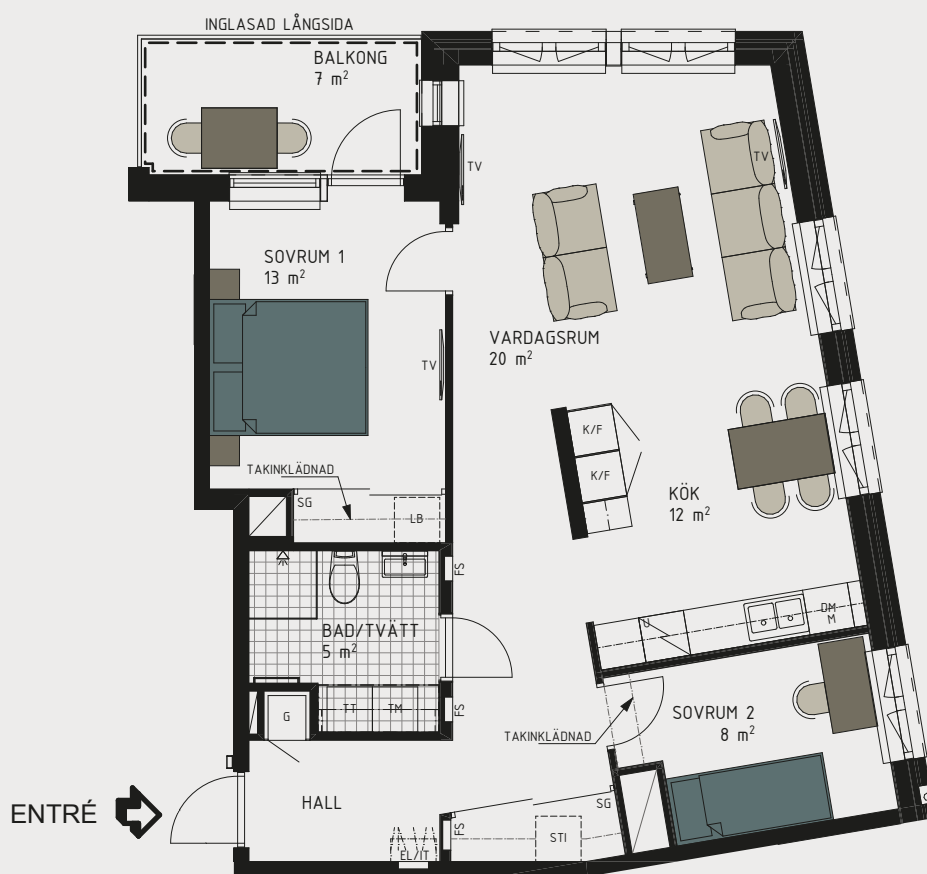 INGLASAD LÅNGSIDA
BALKONG
7 m²
TV
TV
SOVRUM 1
13 m²
VARDAGSRUM
20 m²
TV
K/F
K/F
TAKINKLÄDNAD
SG
LB
KÖK
12 m²
FS
BAD/TVÄTT
5 m²
U
DM
M
FS
TT
TM
G
SOVRUM 2
8 m²
TAKINKLÄDNAD
HALL
ENTRÉ
SG
FS
STI
EL/IT